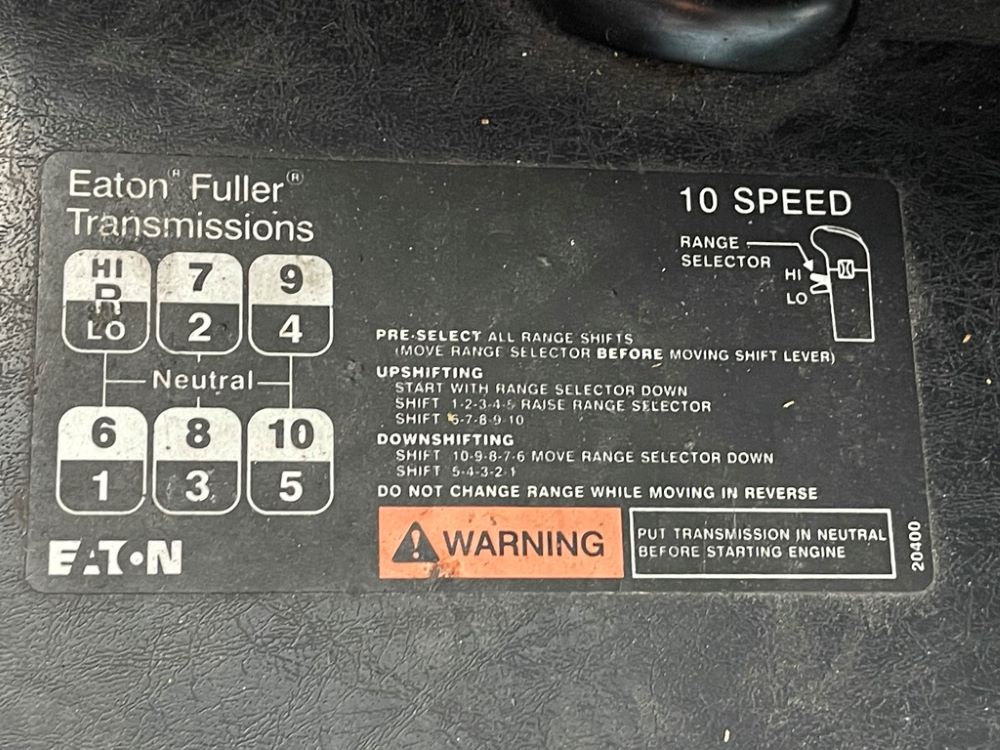 Eaton® Fuller®
Transmissions
10 SPEED
RANGE
SELECTOR
HI
LO
HI
R
LO
7
2
9
4
Neutral
6
1
8
3
10
5
PRE-SELECT ALL RANGE SHIFTS
(MOVE RANGE SELECTOR BEFORE MOVING SHIFT LEVER)
UPSHIFTING
START WITH RANGE SELECTOR DOWN
SHIFT 1-2-3-4-5 RAISE RANGE SELECTOR
SHIFT 6-7-8-9-10
DOWNSHIFTING
SHIFT 10-9-8-7-6 MOVE RANGE SELECTOR DOWN
SHIFT 5-4-3-2-1
DO NOT CHANGE RANGE WHILE MOVING IN REVERSE
WARNING
PUT TRANSMISSION IN NEUTRAL
BEFORE STARTING ENGINE
20400
EATON